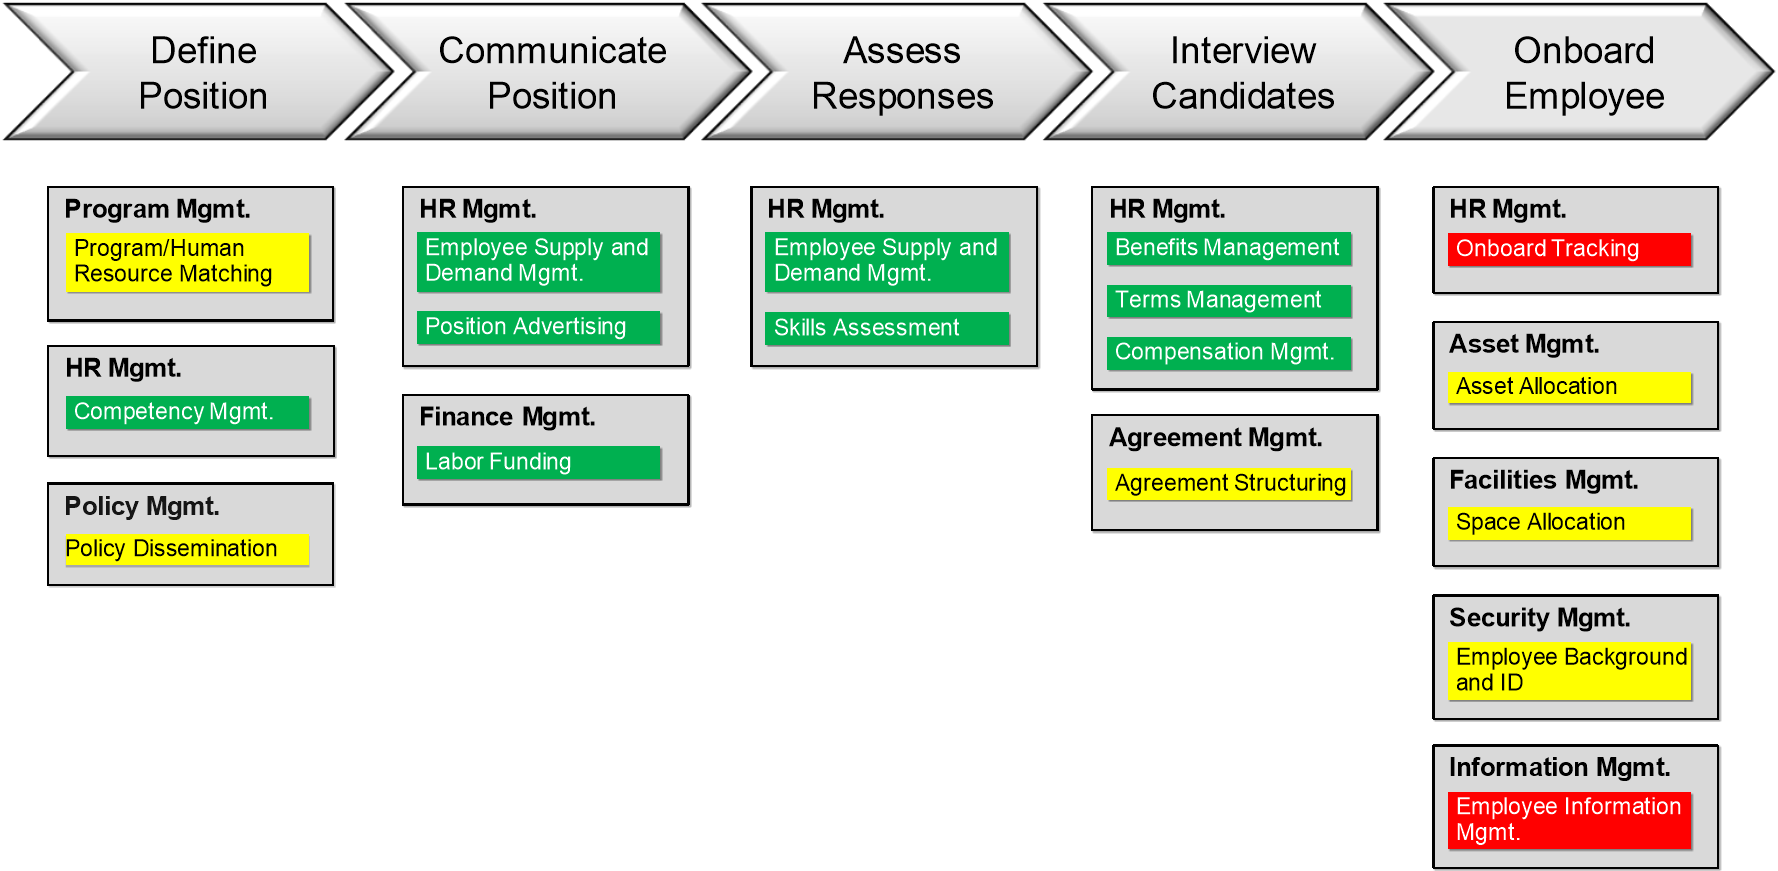 Define
Position
Communicate
Position
Assess
Responses
Interview
Candidates
Onboard
Employee
Program Mgmt.
Program/Human
Resource Matching
HR Mgmt.
Competency Mgmt.
Policy Mgmt.
Policy Dissemination
HR Mgmt.
Employee Supply and
Demand Mgmt.
Position Advertising
Finance Mgmt.
Labor Funding
HR Mgmt.
Employee Supply and
Demand Mgmt.
Skills Assessment
HR Mgmt.
Benefits Management
Terms Management
Compensation Mgmt.
Agreement Mgmt.
Agreement Structuring
HR Mgmt.
Onboard Tracking
Asset Mgmt.
Asset Allocation
Facilities Mgmt.
Space Allocation
Security Mgmt.
Employee Background
and ID
Information Mgmt.
Employee Information
Mgmt.